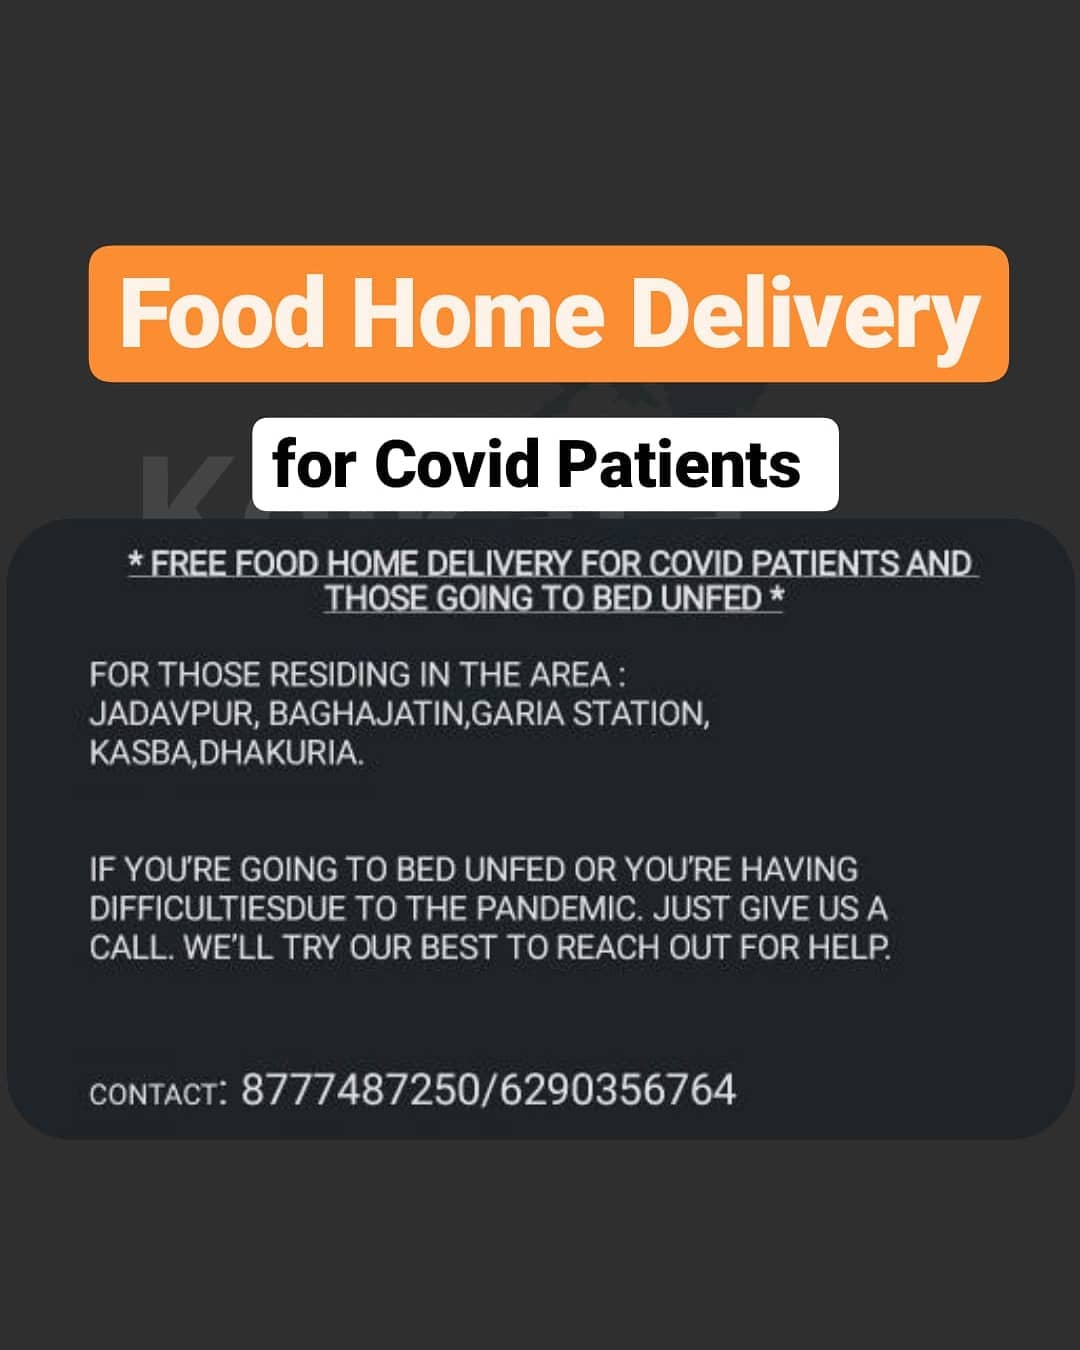 Food Home Delivery
for Covid Patients
* FREE FOOD HOME DELIVERY FOR COVID PATIENTS AND
THOSE GOING TO BED UNFED *
FOR THOSE RESIDING IN THE AREA :
JADAVPUR, BAGHAJATIN,GARIA STATION,
KASBA,DHAKURIA.
IF YOU'RE GOING TO BED UNFED OR YOU'RE HAVING
DIFFICULTIESDUE TO THE PANDEMIC. JUST GIVE US A
CALL. WE'LL TRY OUR BEST TO REACH OUT FOR HELP.
CONTACT: 8777487250/6290356764